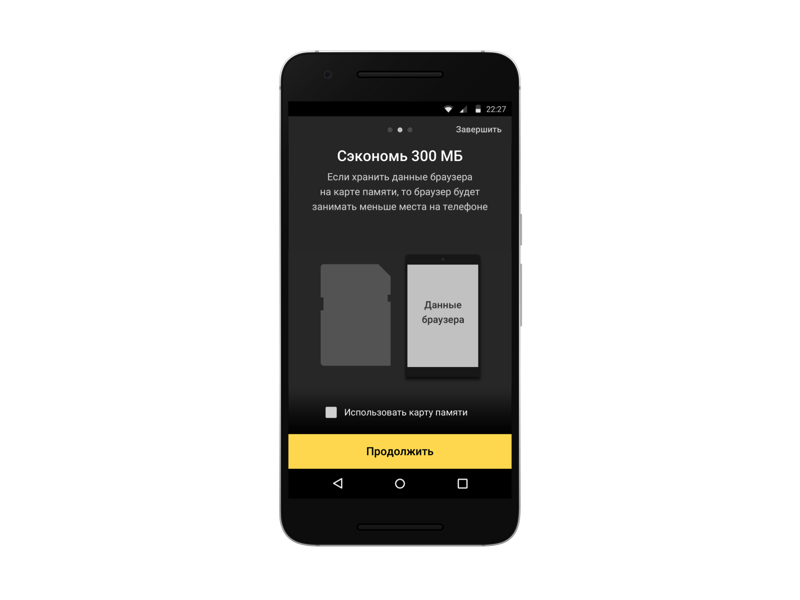 22:27
Завершить
Сэкономь 300 МБ
Если хранить данные браузера
на карте памяти, то браузер будет
занимать меньше места на телефоне
Данные
браузера
Использовать карту памяти
Продолжить